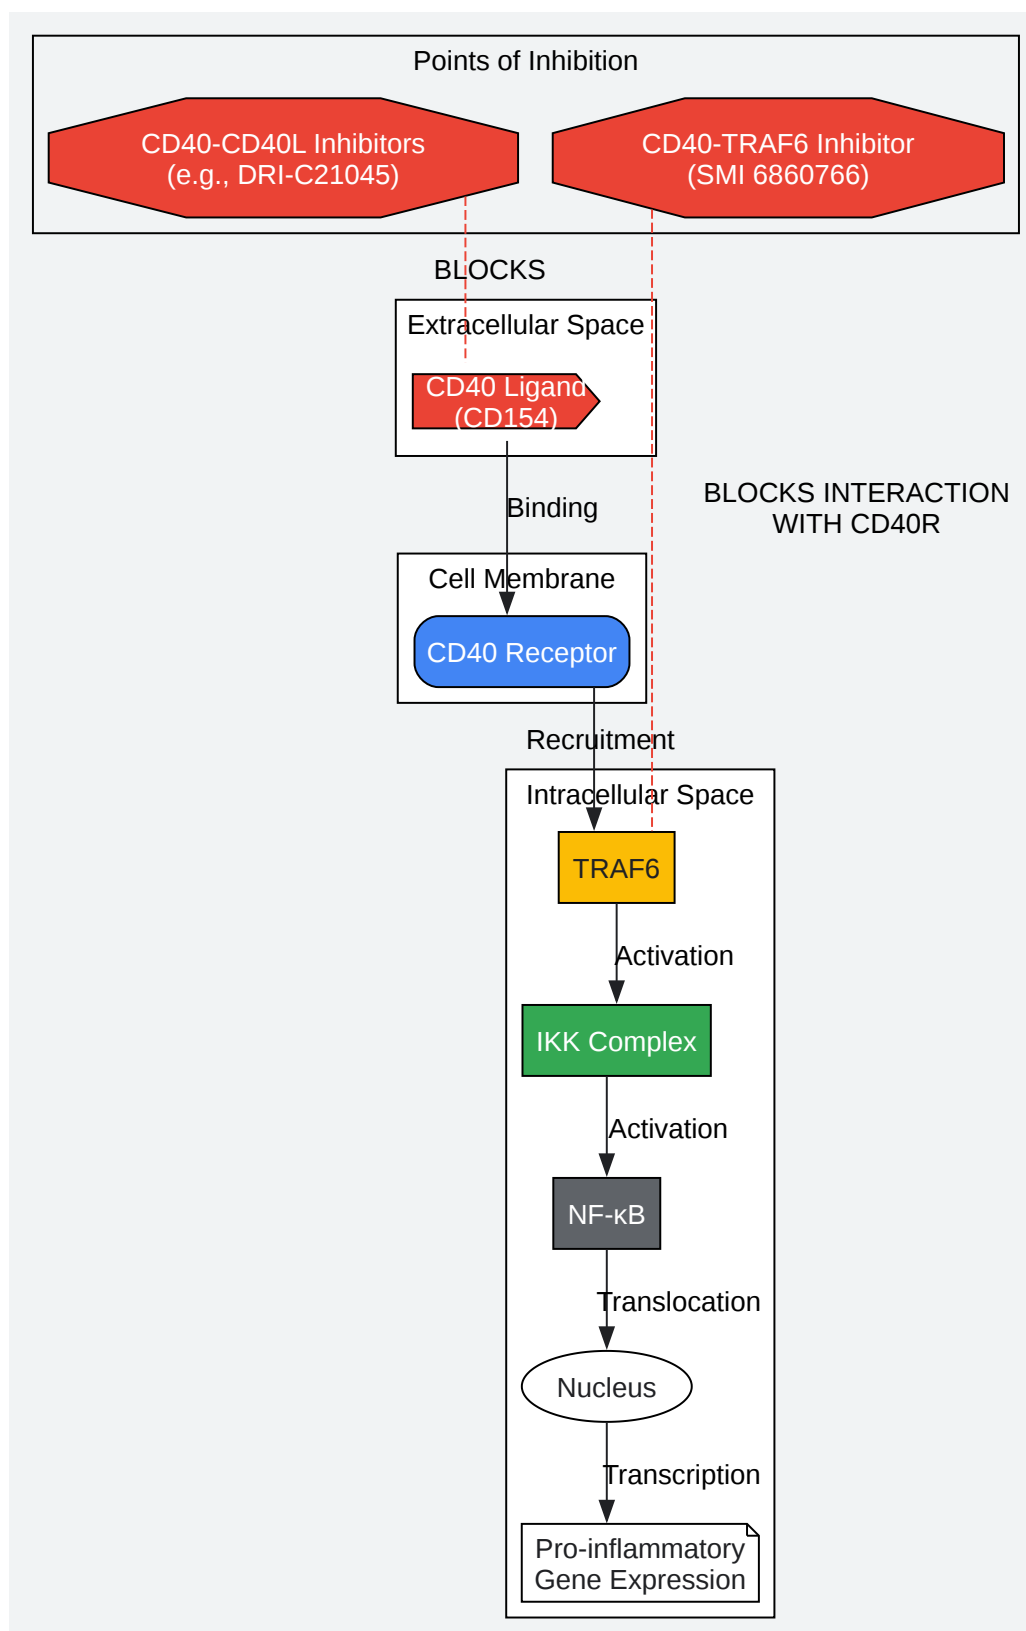 Points of Inhibition
CD40-CD40L Inhibitors
(e.g., DRI-C21045)
CD40-TRAF6 Inhibitor
(SMI 6860766)
BLOCKS
Extracellular Space
CD40 Ligand
(CD154)
BLOCKS INTERACTION
WITH CD40R
Binding
Cell Membrane
CD40 Receptor
Recruitment
Intracellular Space
TRAF6
Activation
IKK Complex
Activation
NF-κB
Translocation
Nucleus
Transcription
Pro-inflammatory
Gene Expression